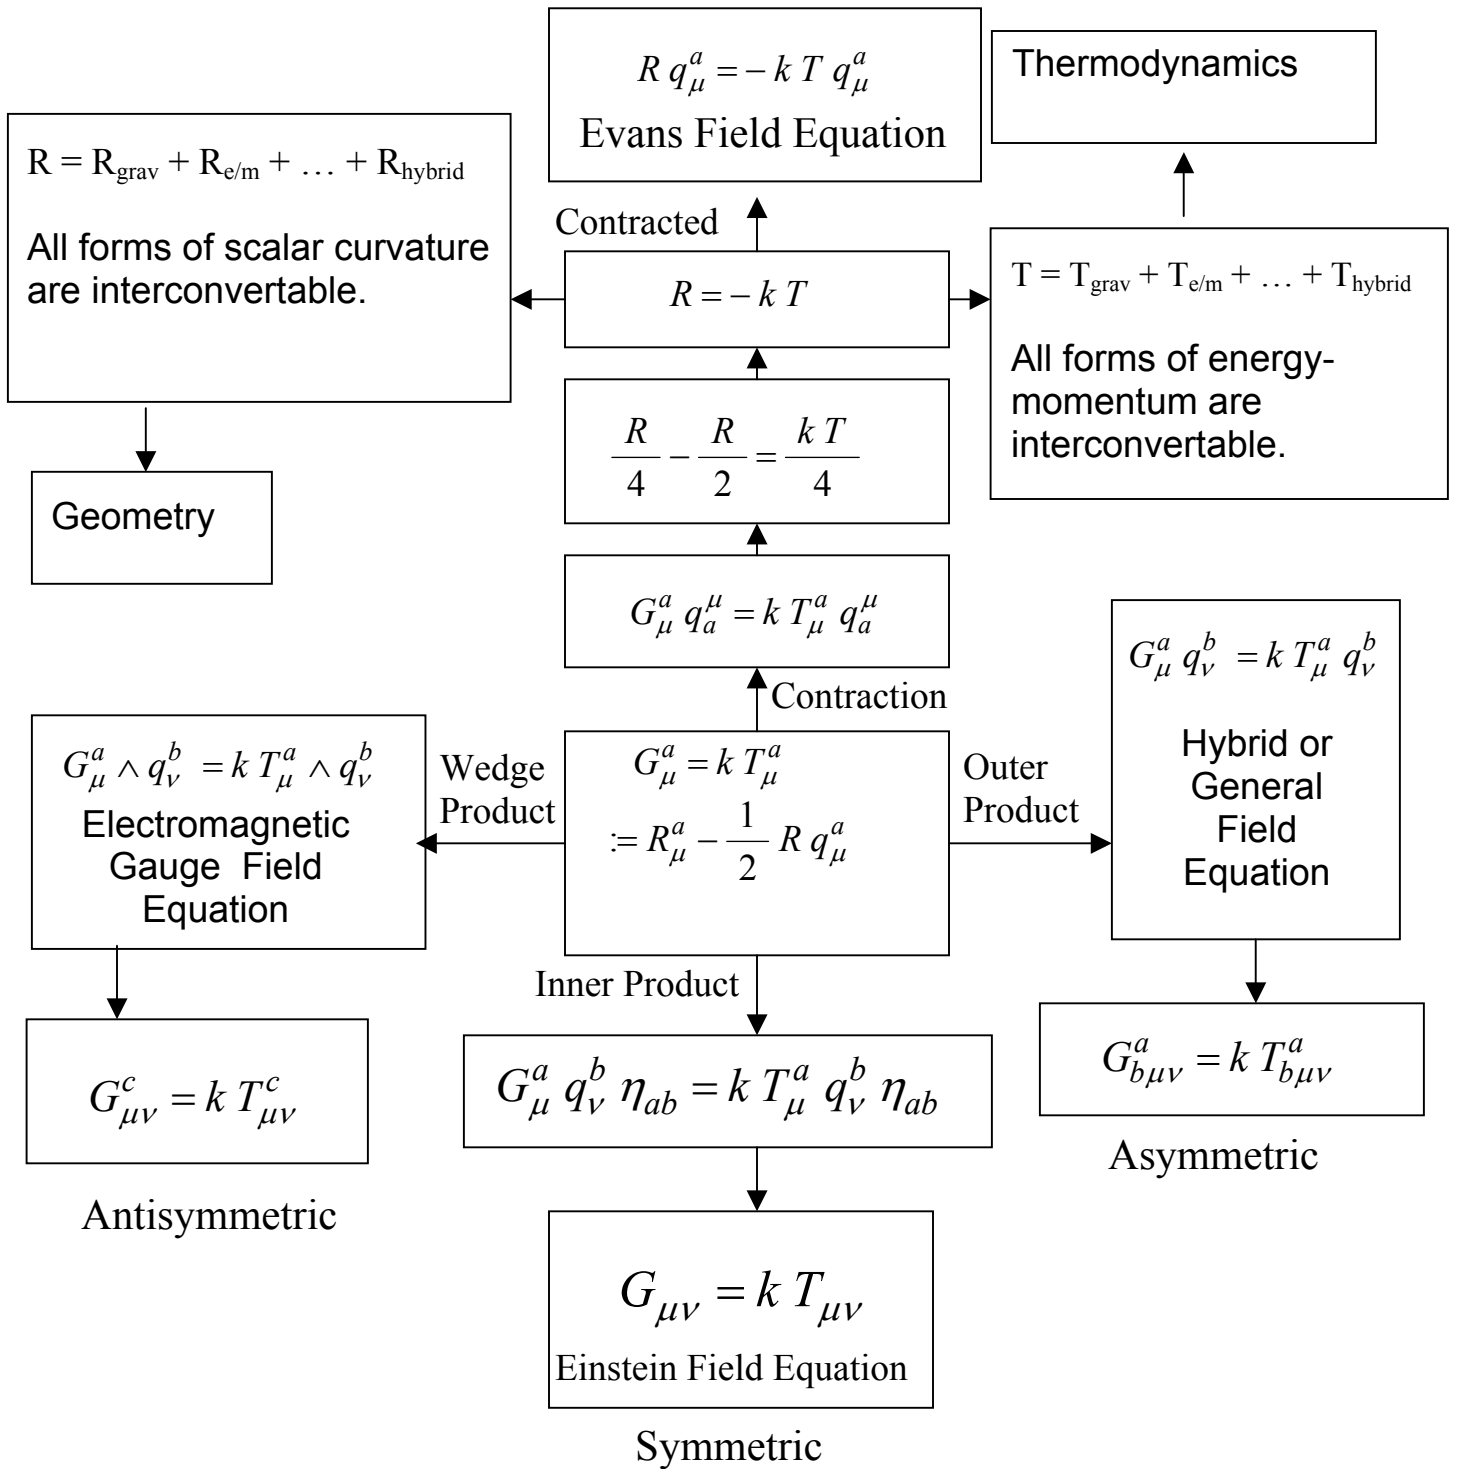 R qᵃ_μ = − k T qᵃ_μ
Evans Field Equation
Thermodynamics
R = R_grav + R_e/m + … + R_hybrid
All forms of scalar curvature
are interconvertable.
Contracted
R = − k T
T = T_grav + T_e/m + … + T_hybrid
All forms of energy-
momentum are
interconvertable.
R/4 − R/2 = k T/4
Geometry
G^a_μ q^μ_a = k T^a_μ q^μ_a
Contraction
G^a_μ q^b_ν = k T^a_μ q^b_ν
Hybrid or
General
Field
Equation
G^a_μ ∧ q^b_ν = k T^a_μ ∧ q^b_ν
Electromagnetic
Gauge Field
Equation
Wedge
Product
G^a_μ = k T^a_μ
:= R^a_μ − 1/2 R q^a_μ
Outer
Product
Inner Product
G^c_μν = k T^c_μν
Antisymmetric
G^a_μ q^b_ν η_ab = k T^a_μ q^b_ν η_ab
G^a_bμν = k T^a_bμν
Asymmetric
G_μν = k T_μν
Einstein Field Equation
Symmetric